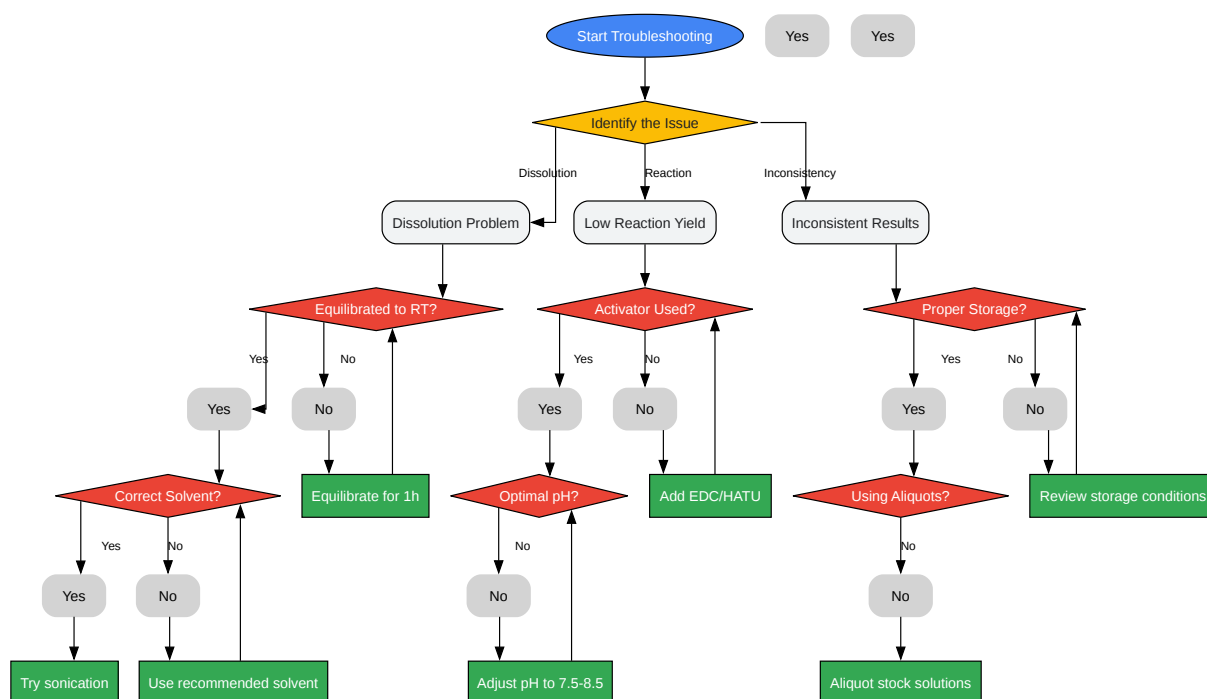 Start Troubleshooting
Yes
Yes
Identify the Issue
Dissolution
Reaction
Inconsistency
Dissolution Problem
Low Reaction Yield
Inconsistent Results
Equilibrated to RT?
Activator Used?
Proper Storage?
Yes
No
Yes
No
Yes
No
Yes
No
Yes
No
Yes
No
Correct Solvent?
Equilibrate for 1h
Optimal pH?
Add EDC/HATU
Using Aliquots?
Review storage conditions
Yes
No
No
No
Yes
No
No
No
Try sonication
Use recommended solvent
Adjust pH to 7.5-8.5
Aliquot stock solutions